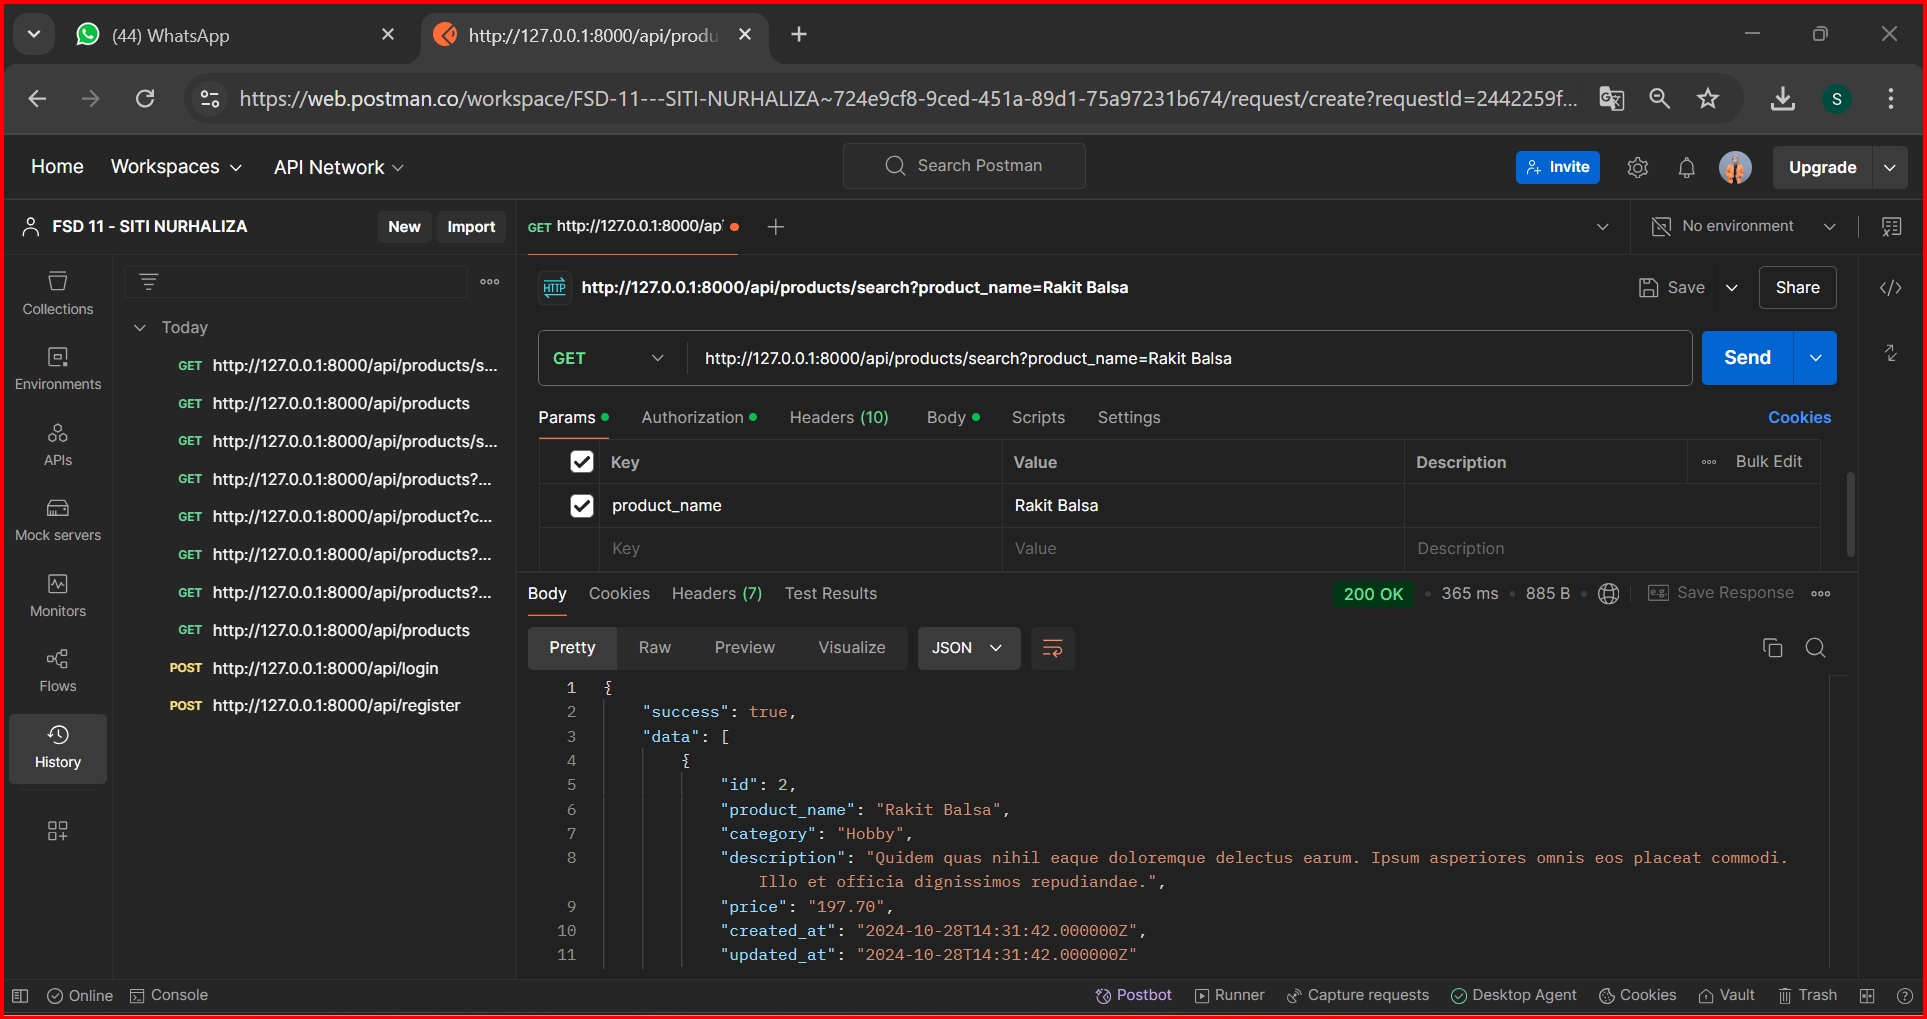 (44) WhatsApp
http://127.0.0.1:8000/api/produ
https://web.postman.co/workspace/FSD-11---SITI-NURHALIZA~724e9cf8-9ced-451a-89d1-75a97231b674/request/create?requestId=2442259f...
S
Home Workspaces API Network
Search Postman
Invite
Upgrade
FSD 11 - SITI NURHALIZA
New Import
GET http://127.0.0.1:8000/ap
No environment
Collections
Environments
APIs
Mock servers
Monitors
Flows
History
Today
GET http://127.0.0.1:8000/api/products/s...
GET http://127.0.0.1:8000/api/products
GET http://127.0.0.1:8000/api/products/s...
GET http://127.0.0.1:8000/api/products?...
GET http://127.0.0.1:8000/api/product?c...
GET http://127.0.0.1:8000/api/products?...
GET http://127.0.0.1:8000/api/products?...
GET http://127.0.0.1:8000/api/products
POST http://127.0.0.1:8000/api/login
POST http://127.0.0.1:8000/api/register
HTTP http://127.0.0.1:8000/api/products/search?product_name=Rakit Balsa
Save Share
GET http://127.0.0.1:8000/api/products/search?product_name=Rakit Balsa
Send
Params Authorization Headers (10) Body Scripts Settings Cookies
Key Value Description Bulk Edit
product_name Rakit Balsa
Key Value Description
Body Cookies Headers (7) Test Results
200 OK 365 ms 885 B e.g. Save Response
Pretty Raw Preview Visualize JSON
1 {
2 "success": true,
3 "data": [
4 {
5 "id": 2,
6 "product_name": "Rakit Balsa",
7 "category": "Hobby",
8 "description": "Quidem quas nihil eaque doloremque delectus earum. Ipsum asperiores omnis eos placeat commodi.
Illo et officia dignissimos repudiandae.",
9 "price": "197.70",
10 "created_at": "2024-10-28T14:31:42.000000Z",
11 "updated_at": "2024-10-28T14:31:42.000000Z"
Online Console Postbot Runner Capture requests Desktop Agent Cookies Vault Trash